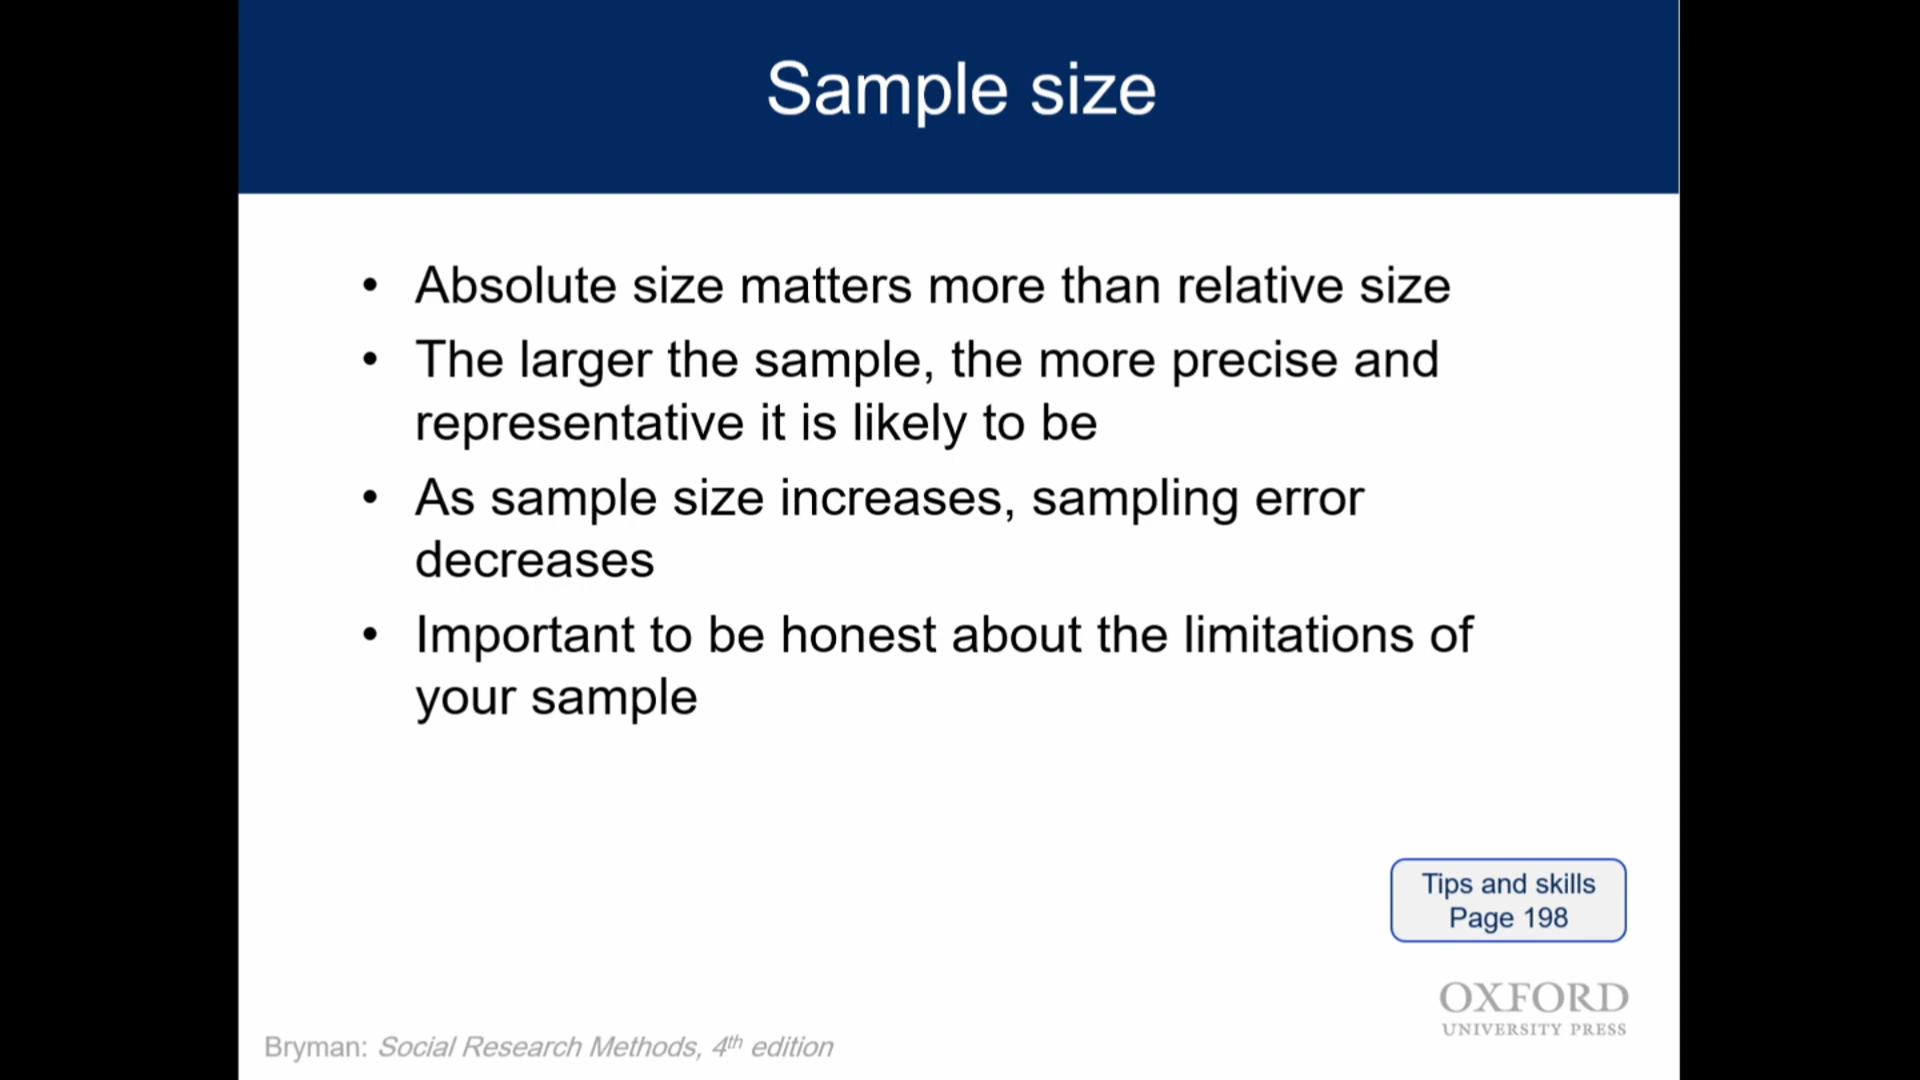 Sample size
• Absolute size matters more than relative size
• The larger the sample, the more precise and
representative it is likely to be
• As sample size increases, sampling error
decreases
• Important to be honest about the limitations of
your sample
Tips and skills
Page 198
OXFORD
UNIVERSITY PRESS
Bryman: Social Research Methods, 4th edition